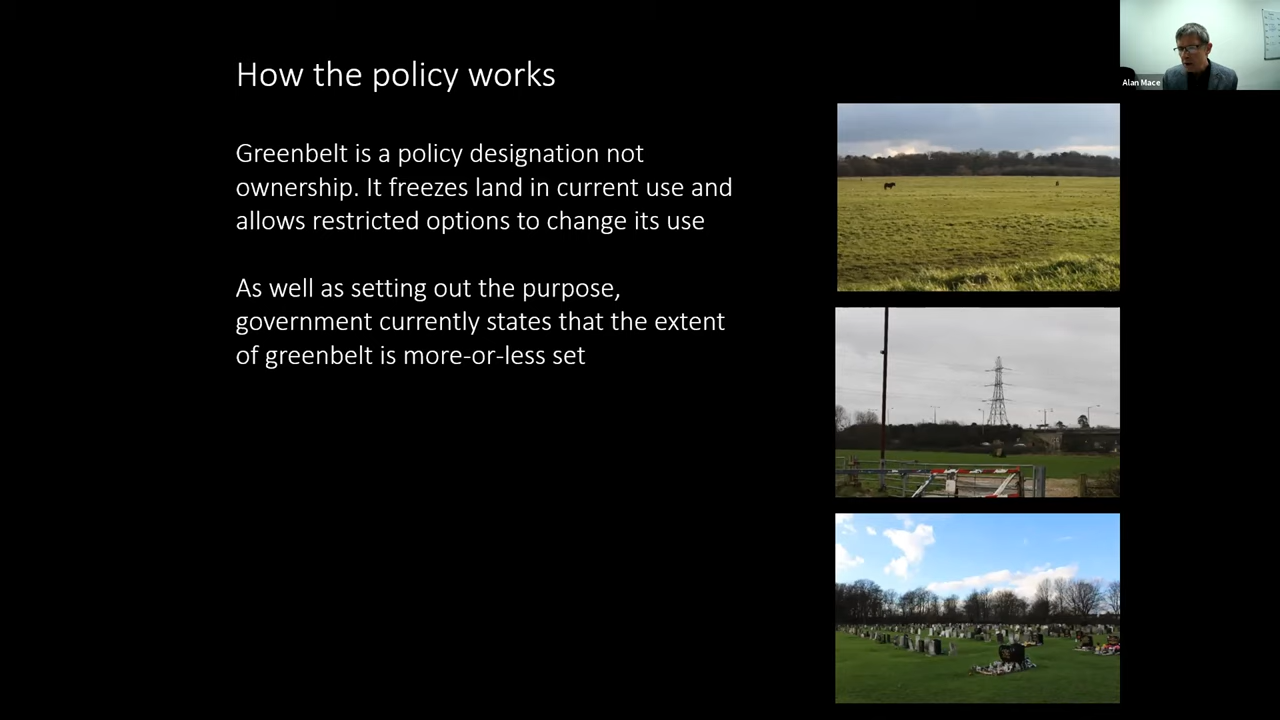 How the policy works
Alan Mace
Greenbelt is a policy designation not
ownership. It freezes land in current use and
allows restricted options to change its use
As well as setting out the purpose,
government currently states that the extent
of greenbelt is more-or-less set